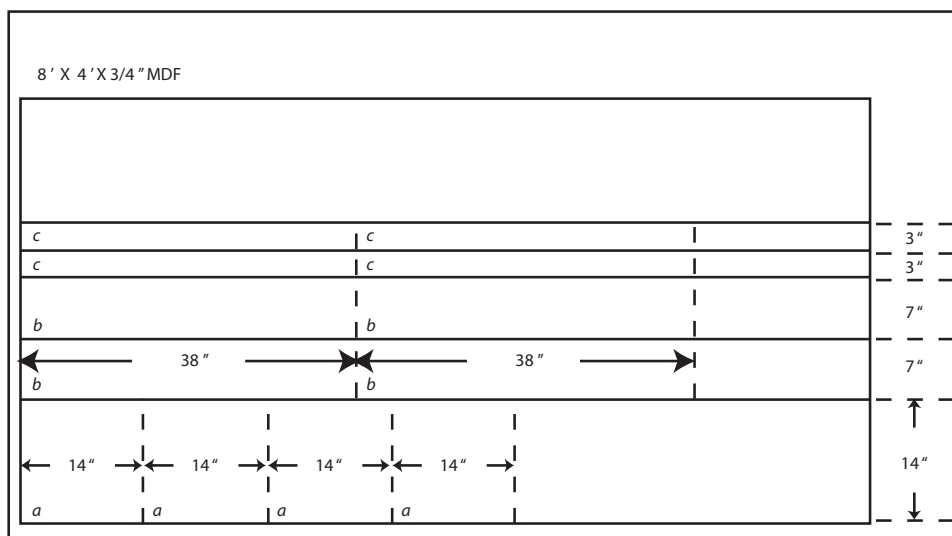 8 ' X 4 ' X 3/4 " MDF
c c 3 "
c c 3 "
b b 7 "
38 " 38 " 7 "
b b
14 " 14 " 14 " 14 " 14 "
a a a a